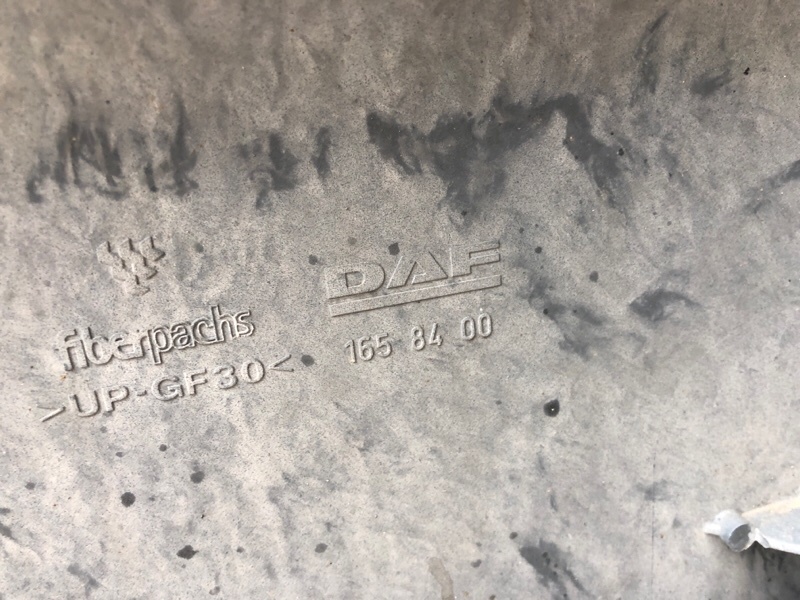 DAF
fiberpachs
165 84 00
>UP-GF30<